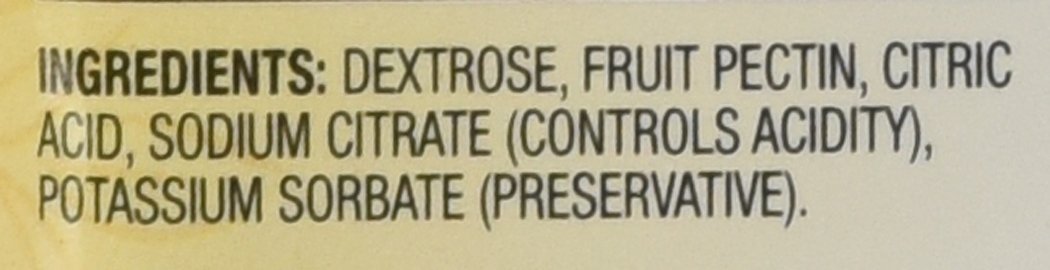 INGREDIENTS: DEXTROSE, FRUIT PECTIN, CITRIC
ACID, SODIUM CITRATE (CONTROLS ACIDITY),
POTASSIUM SORBATE (PRESERVATIVE).